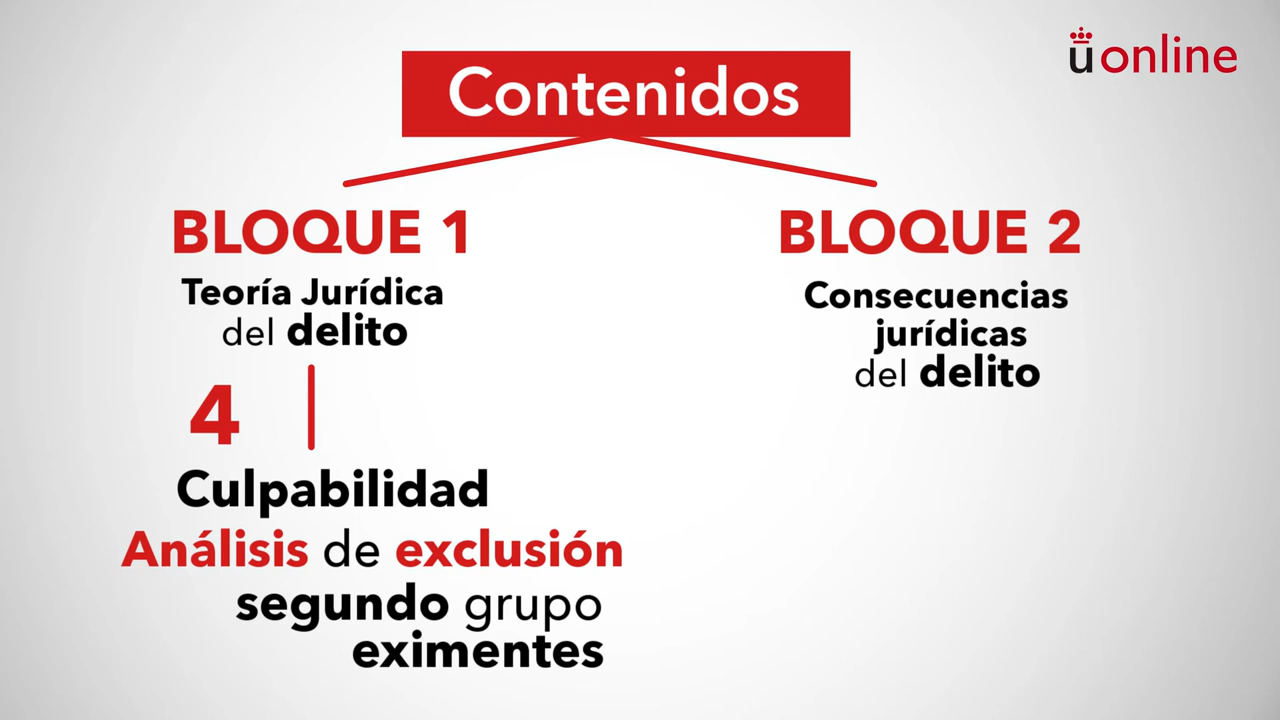 uonline
Contenidos
BLOQUE 1
Teoría Jurídica
del delito
4
Culpabilidad
Análisis de exclusión
segundo grupo
eximentes
BLOQUE 2
Consecuencias
jurídicas
del delito